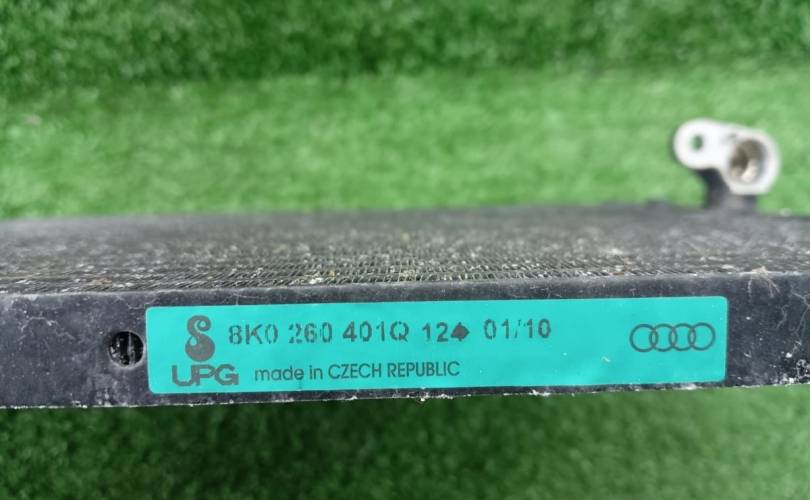 8K0 260 401Q 12 01/10
UPG made in CZECH REPUBLIC